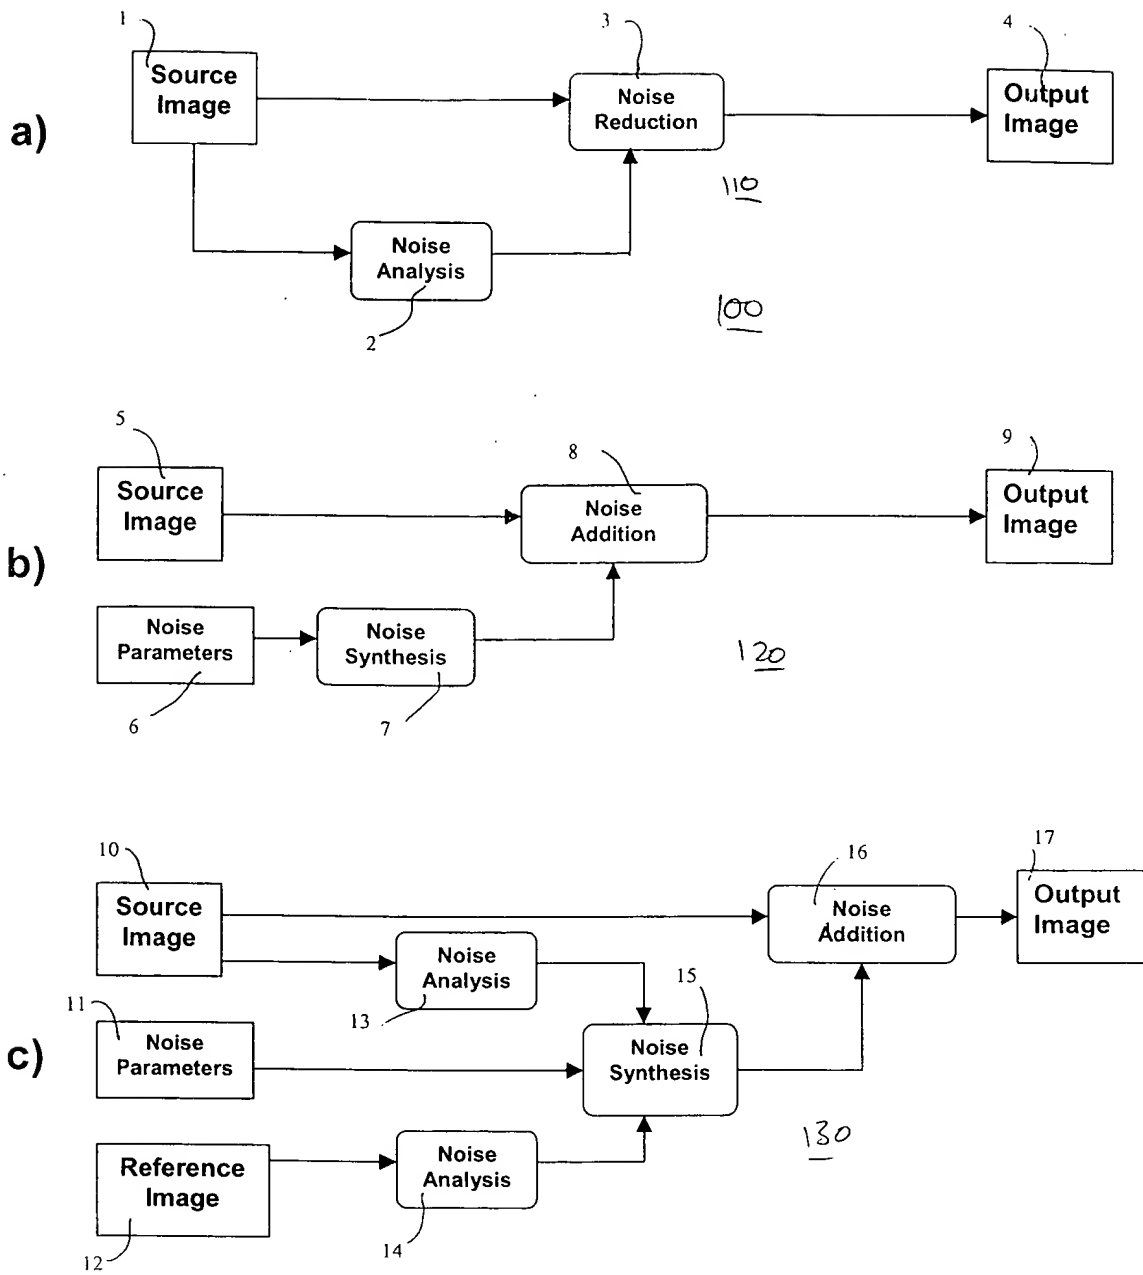 1
3
4
Source
Image
Noise
Reduction
Output
Image
a)
110
Noise
Analysis
2
100
5
8
9
Source
Image
Noise
Addition
Output
Image
b)
Noise
Parameters
Noise
Synthesis
120
6
7
10
16
17
Source
Image
Noise
Addition
Output
Image
Noise
Analysis
13
15
11
Noise
Parameters
Noise
Synthesis
c)
130
Reference
Image
Noise
Analysis
12
14